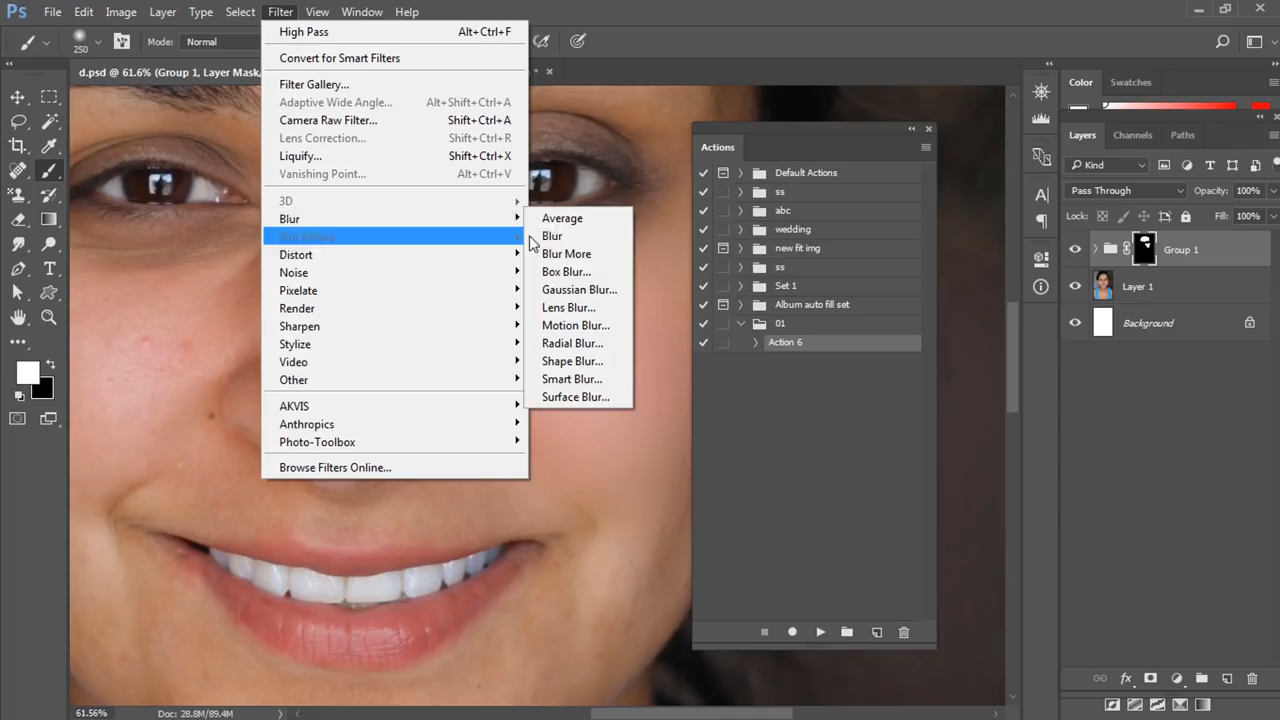 Ps File Edit Image Layer Type Select Filter View Window Help
250 Mode: Normal
d.psd @ 61.6% (Group 1, Layer Mask/
High Pass Alt+Ctrl+F
Convert for Smart Filters
Filter Gallery...
Adaptive Wide Angle... Alt+Shift+Ctrl+A
Camera Raw Filter... Shift+Ctrl+A
Lens Correction... Shift+Ctrl+R
Liquify... Shift+Ctrl+X
Vanishing Point... Alt+Ctrl+V
3D
Blur
Distort
Noise
Pixelate
Render
Sharpen
Stylize
Video
Other
AKVIS
Anthropics
Photo-Toolbox
Browse Filters Online...
Average
Blur
Blur More
Box Blur...
Gaussian Blur...
Lens Blur...
Motion Blur...
Radial Blur...
Shape Blur...
Smart Blur...
Surface Blur...
Actions
Default Actions
ss
abc
wedding
new fit img
ss
Set 1
Album auto fill set
01
Action 6
Color Swatches
Layers Channels Paths
Kind
Pass Through Opacity: 100%
Lock: Fill: 100%
Group 1
Layer 1
Background
61.56% Doc: 28.8M/89.4M